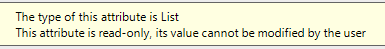 The type of this attribute is List
This attribute is read-only, its value cannot be modified by the user